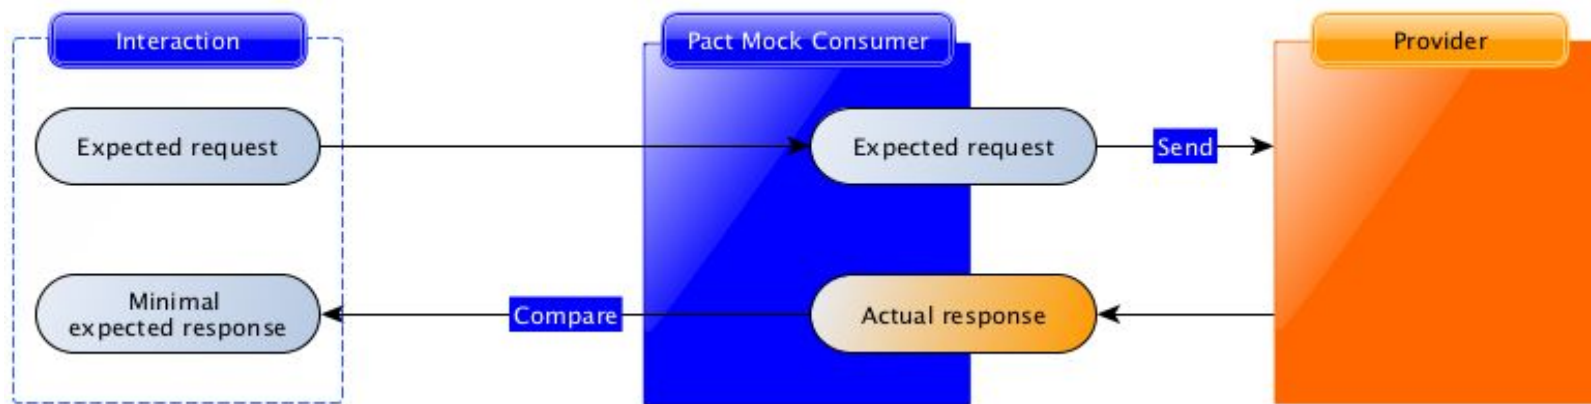 Interaction
Pact Mock Consumer
Provider
Expected request
Expected request
Send
Minimal
expected response
Compare
Actual response